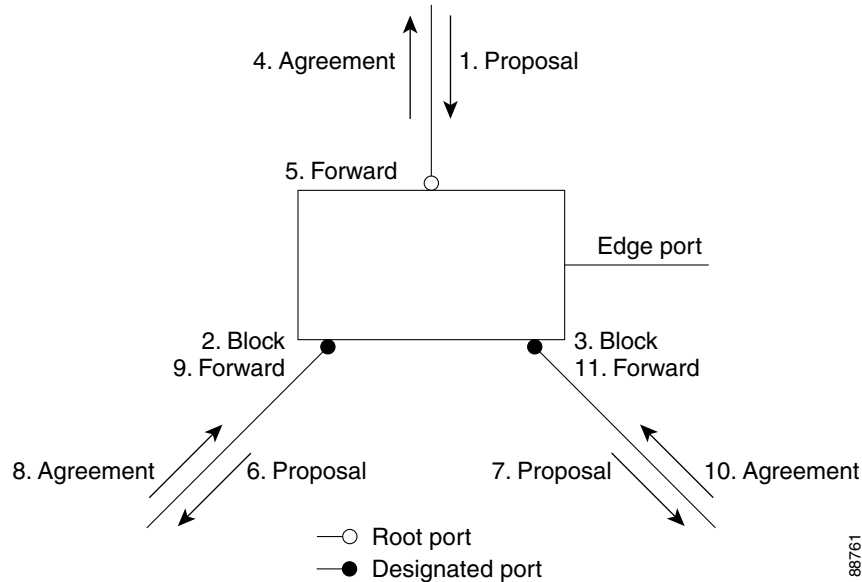 4. Agreement
1. Proposal
5. Forward
Edge port
2. Block
9. Forward
3. Block
11. Forward
8. Agreement
6. Proposal
7. Proposal
10. Agreement
Root port
Designated port
88761